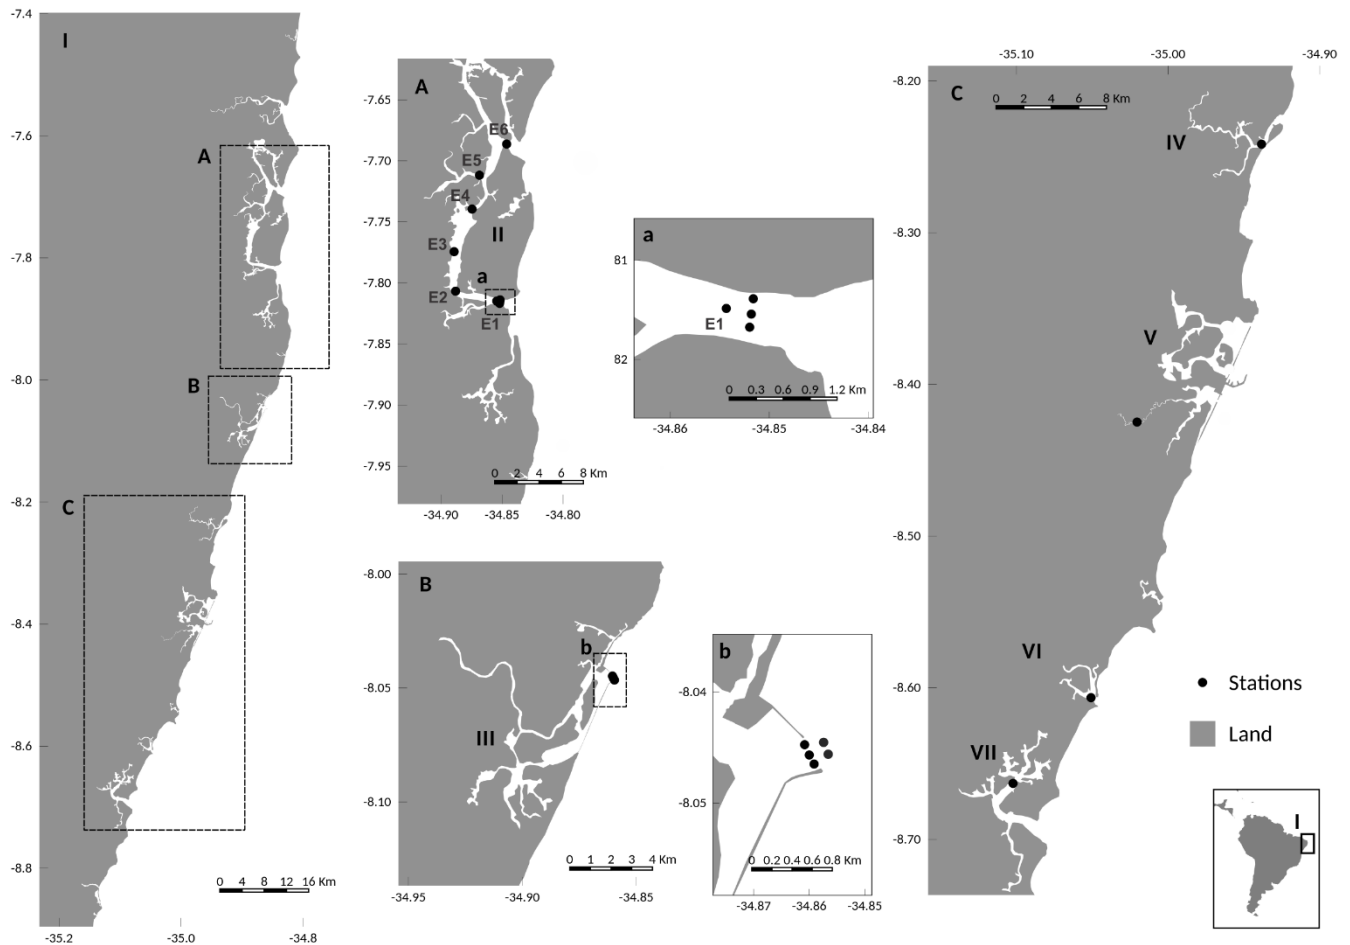 I
-7.4
-7.6
-7.8
-8.0
-8.2
-8.4
-8.6
-8.8
A
B
C
0 4 8 12 16 Km
-35.2 -35.0 -34.8
A
-7.65
-7.70
-7.75
-7.80
-7.85
-7.90
-7.95
E6
E5
E4
II
E3
a
E2
E1
0 2 4 6 8 Km
-34.90 -34.85 -34.80
a
81
82
E1
0 0.3 0.6 0.9 1.2 Km
-34.86 -34.85 -34.84
B
-8.00
-8.05
-8.10
b
III
0 1 2 3 4 Km
-34.95 -34.90 -34.85
b
-8.04
-8.05
0 0.2 0.4 0.6 0.8 Km
-34.87 -34.86 -34.85
-35.10 -35.00 -34.90
C
0 2 4 6 8 Km
-8.20
-8.30
-8.40
-8.50
-8.60
-8.70
IV
V
VI
VII
Stations
Land
I